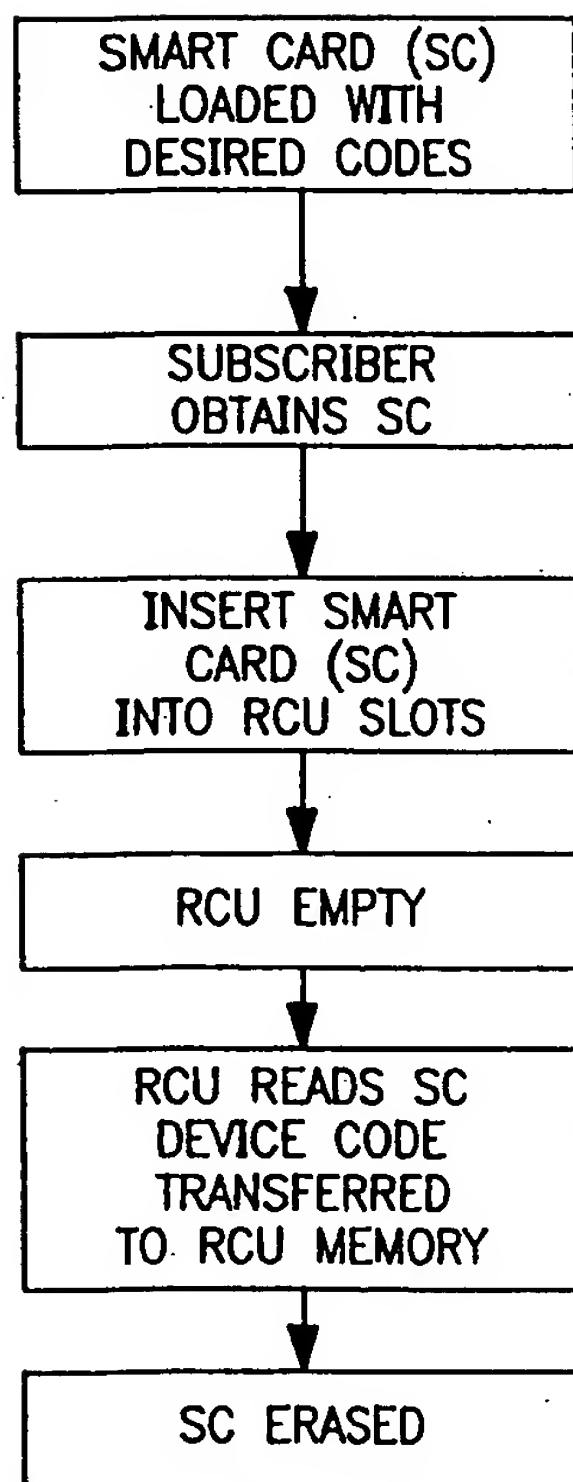 SMART CARD (SC)
LOADED WITH
DESIRED CODES
SUBSCRIBER
OBTAINS SC
INSERT SMART
CARD (SC)
INTO RCU SLOTS
RCU EMPTY
RCU READS SC
DEVICE CODE
TRANSFERRED
TO RCU MEMORY
SC ERASED